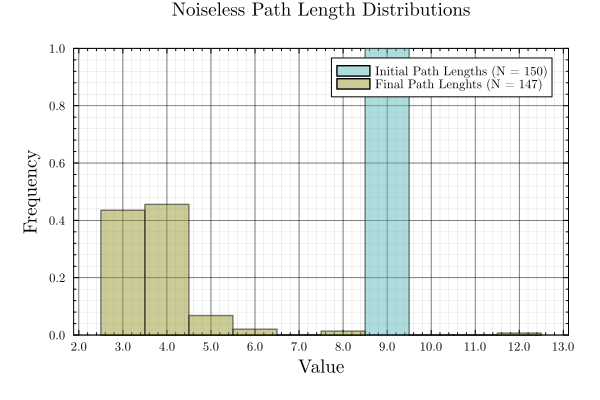 Noiseless Path Length Distributions
Initial Path Lengths (N = 150)
Final Path Lenghts (N = 147)
Frequency
1.0
0.8
0.6
0.4
0.2
0.0
2.0 3.0 4.0 5.0 6.0 7.0 8.0 9.0 10.0 11.0 12.0 13.0
Value